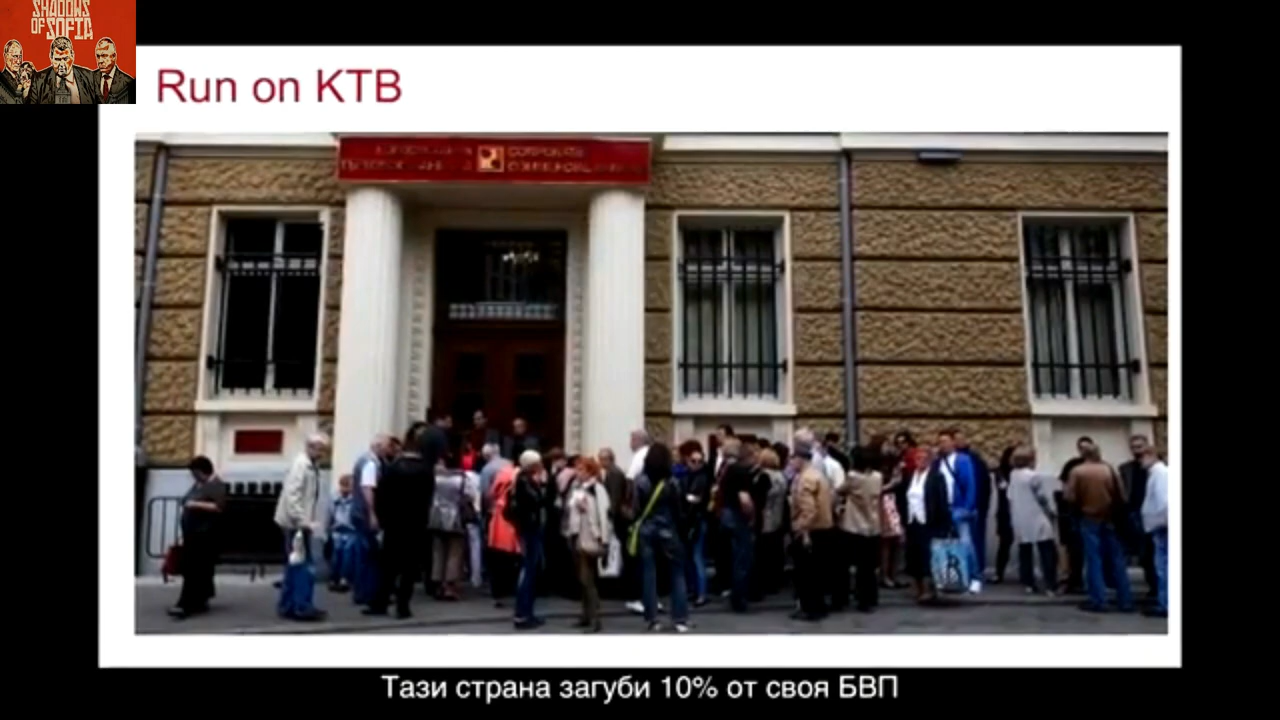 SHADOWS
OF SOFIA
Run on KTB
CORPORATE
Тази страна загуби 10% от своя БВП